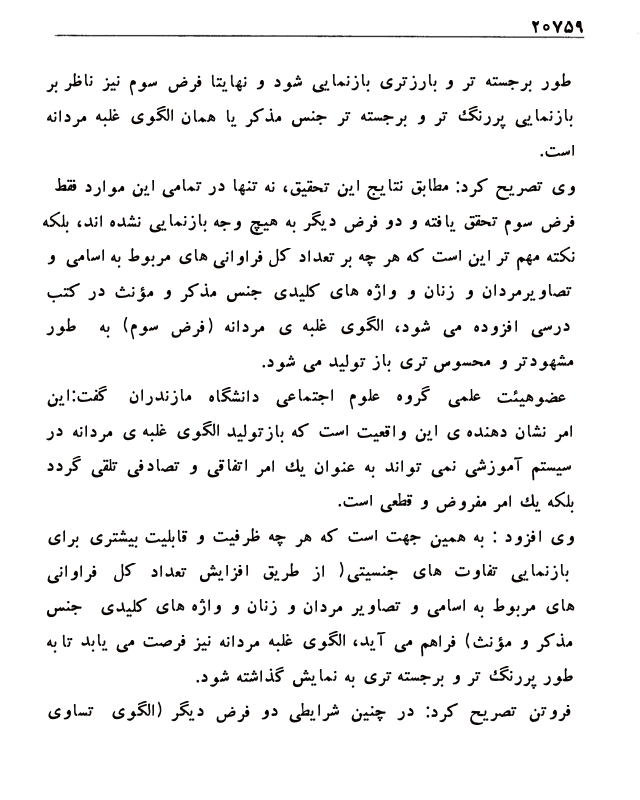 ۲۰۷۵۹
طور برجسته تر و بارزتری بازنمایی شود و نهایتا فرض سوم نیز ناظر بر
بازنمایی پررنگ تر و برجسته تر جنس مذکر یا همان الگوی غلبه مردانه
است.
وی تصریح کرد: مطابق نتایج این تحقیق، نه تنها در تمامی این موارد فقط
فرض سوم تحقق یافته و دو فرض دیگر به هیچ وجه بازنمایی نشده اند، بلکه
نکته مهم تر این است که هر چه بر تعداد کل فراوانی های مربوط به اسامی و
تصاویرمردان و زنان و واژه های کلیدی جنس مذکر و مؤنث در کتب
درسی افزوده می شود، الگوی غلبه ی مردانه (فرض سوم) به طور
مشهودتر و محسوس تری باز تولید می شود.
عضوهیئت علمی گروه علوم اجتماعی دانشگاه مازندران گفت:این
امر نشان دهنده ی این واقعیت است که بازتولید الگوی غلبه ی مردانه در
سیستم آموزشی نمی تواند به عنوان یك امر اتفاقی و تصادفی تلقی گردد
بلکه یك امر مفروض و قطعی است.
وی افزود : به همین جهت است که هر چه ظرفیت و قابلیت بیشتری برای
بازنمایی تفاوت های جنسیتی( از طریق افزایش تعداد کل فراوانی
های مربوط به اسامی و تصاویر مردان و زنان و واژه های کلیدی جنس
مذکر و مؤنث) فراهم می آید، الگوی غلبه مردانه نیز فرصت می یابد تا به
طور پررنگ تر و برجسته تری به نمایش گذاشته شود.
فروتن تصریح کرد: در چنین شرایطی دو فرض دیگر (الگوی تساوی